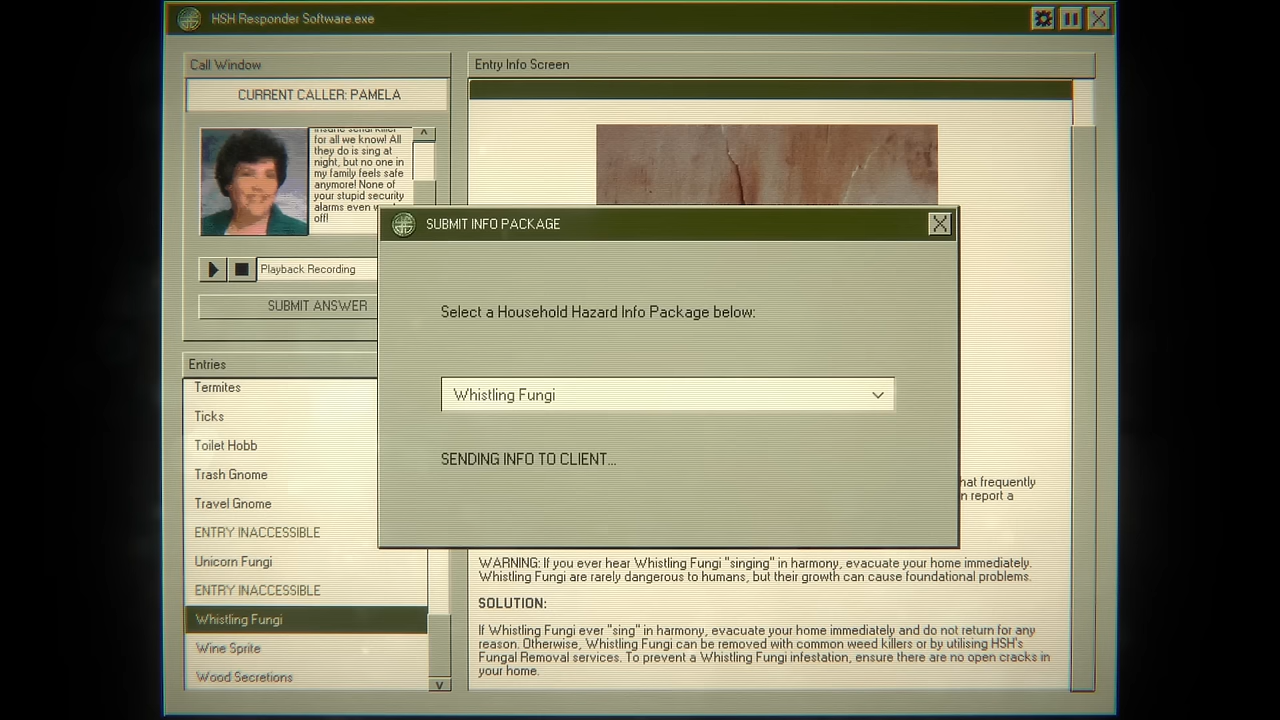 HSH Responder Software.exe
Call Window
CURRENT CALLER: PAMELA
insane serial killer
for all we know! All
they do is sing at
night, but no one in
my family feels safe
anymore! None of
your stupid security
alarms even
off!
Playback Recording
SUBMIT ANSWER
Entries
Termites
Ticks
Toilet Hobb
Trash Gnome
Travel Gnome
ENTRY INACCESSIBLE
Unicorn Fungi
ENTRY INACCESSIBLE
Whistling Fungi
Wine Sprite
Wood Secretions
Entry Info Screen
SUBMIT INFO PACKAGE
Select a Household Hazard Info Package below:
Whistling Fungi
SENDING INFO TO CLIENT...
frequently
report a
WARNING: If you ever hear Whistling Fungi "singing" in harmony, evacuate your home immediately.
Whistling Fungi are rarely dangerous to humans, but their growth can cause foundational problems.
SOLUTION:
If Whistling Fungi ever "sing" in harmony, evacuate your home immediately and do not return for any
reason. Otherwise, Whistling Fungi can be removed with common weed killers or by utilising HSH's
Fungal Removal services. To prevent a Whistling Fungi infestation, ensure there are no open cracks in
your home.